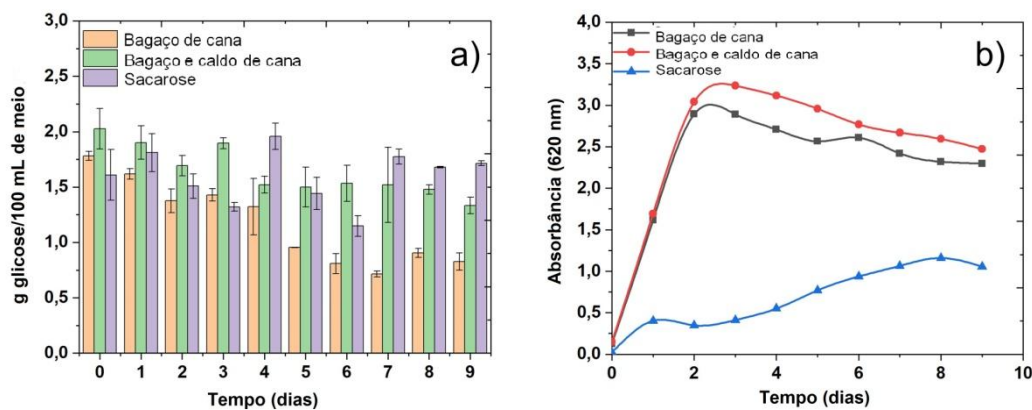 3,0
2,5
2,0
1,5
1,0
0,5
0,0
g glicose/100 mL de meio
Bagaço de cana
Bagaço e caldo de cana
Sacarose
a)
0 1 2 3 4 5 6 7 8 9
Tempo (dias)
4,0
3,5
3,0
2,5
2,0
1,5
1,0
0,5
0,0
Absorbância (620 nm)
Bagaço de cana
Bagaço e caldo de cana
Sacarose
b)
0 2 4 6 8 10
Tempo (dias)